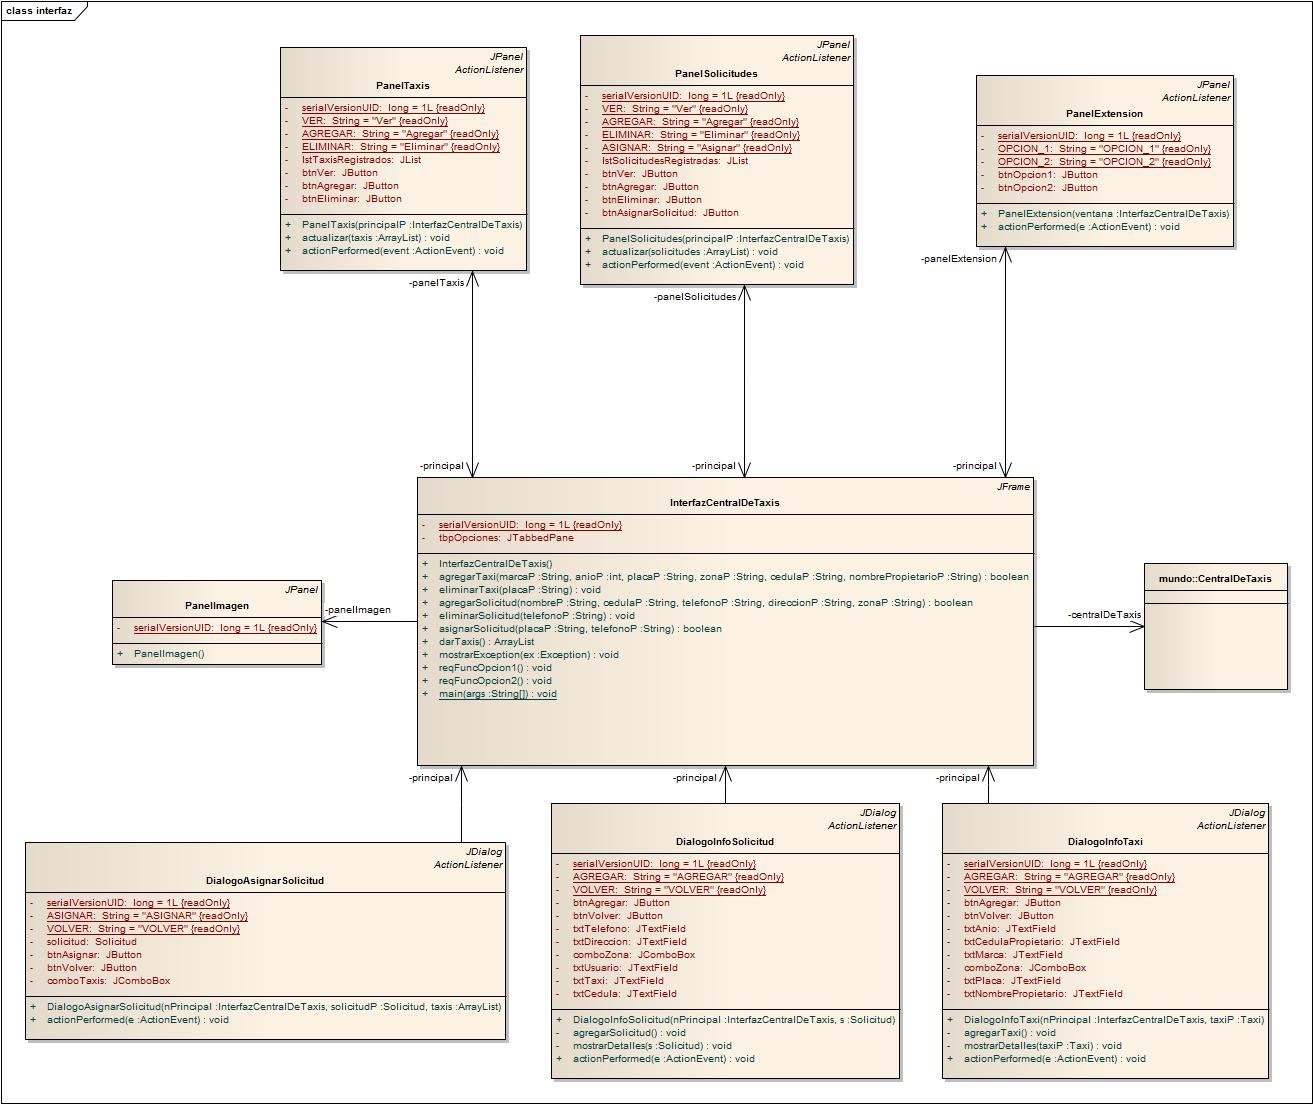 class interfaz
JPanel
ActionListener
PanelTaxis
- serialVersionUID: long = 1L {readOnly}
- VER: String = "Ver" {readOnly}
- AGREGAR: String = "Agregar" {readOnly}
- ELIMINAR: String = "Eliminar" {readOnly}
- lstTaxisRegistrados: JList
- btnVer: JButton
- btnAgregar: JButton
- btnEliminar: JButton
+ PanelTaxis(principalP :InterfazCentralDeTaxis)
+ actualizar(taxis :ArrayList) : void
+ actionPerformed(event :ActionEvent) : void
JPanel
ActionListener
PanelSolicitudes
- serialVersionUID: long = 1L {readOnly}
- VER: String = "Ver" {readOnly}
- AGREGAR: String = "Agregar" {readOnly}
- ELIMINAR: String = "Eliminar" {readOnly}
- ASIGNAR: String = "Asignar" {readOnly}
- lstSolicitudesRegistradas: JList
- btnVer: JButton
- btnAgregar: JButton
- btnEliminar: JButton
- btnAsignarSolicitud: JButton
+ PanelSolicitudes(principalP :InterfazCentralDeTaxis)
+ actualizar(solicitudes :ArrayList) : void
+ actionPerformed(event :ActionEvent) : void
JPanel
ActionListener
PanelExtension
- serialVersionUID: long = 1L {readOnly}
- OPCION_1: String = "OPCION_1" {readOnly}
- OPCION_2: String = "OPCION_2" {readOnly}
- btnOpcion1: JButton
- btnOpcion2: JButton
+ PanelExtension(ventana :InterfazCentralDeTaxis)
+ actionPerformed(e :ActionEvent) : void
-panelTaxis
-panelSolicitudes
-panelExtension
-principal
-principal
-principal
JFrame
InterfazCentralDeTaxis
- serialVersionUID: long = 1L {readOnly}
- tbpOpciones: JTabbedPane
+ InterfazCentralDeTaxis()
+ agregarTaxi(marcaP :String, anioP :int, placaP :String, zonaP :String, cedulaP :String, nombrePropietarioP :String) : boolean
+ eliminarTaxi(placaP :String) : void
+ agregarSolicitud(nombreP :String, cedulaP :String, telefonoP :String, direccionP :String, zonaP :String) : boolean
+ eliminarSolicitud(telefonoP :String) : void
+ asignarSolicitud(placaP :String, telefonoP :String) : boolean
+ darTaxis() : ArrayList
+ mostrarException(ex :Exception) : void
+ reqFuncOpcion1() : void
+ reqFuncOpcion2() : void
+ main(args :String[]) : void
JPanel
PanelImagen
- serialVersionUID: long = 1L {readOnly}
+ PanelImagen()
-panelImagen
-centralDeTaxis
mundo::CentralDeTaxis
-principal
-principal
-principal
JDialog
ActionListener
DialogoAsignarSolicitud
- serialVersionUID: long = 1L {readOnly}
- ASIGNAR: String = "ASIGNAR" {readOnly}
- VOLVER: String = "VOLVER" {readOnly}
- solicitud: Solicitud
- btnAsignar: JButton
- btnVolver: JButton
- comboTaxis: JComboBox
+ DialogoAsignarSolicitud(nPrincipal :InterfazCentralDeTaxis, solicitudP :Solicitud, taxis :ArrayList)
+ actionPerformed(e :ActionEvent) : void
JDialog
ActionListener
DialogoInfoSolicitud
- serialVersionUID: long = 1L {readOnly}
- AGREGAR: String = "AGREGAR" {readOnly}
- VOLVER: String = "VOLVER" {readOnly}
- btnAgregar: JButton
- btnVolver: JButton
- txtTelefono: JTextField
- txtDireccion: JTextField
- comboZona: JComboBox
- txtUsuario: JTextField
- txtTaxi: JTextField
- txtCedula: JTextField
+ DialogoInfoSolicitud(nPrincipal :InterfazCentralDeTaxis, s :Solicitud)
- agregarSolicitud() : void
- mostrarDetalles(s :Solicitud) : void
+ actionPerformed(e :ActionEvent) : void
JDialog
ActionListener
DialogoInfoTaxi
- serialVersionUID: long = 1L {readOnly}
- AGREGAR: String = "AGREGAR" {readOnly}
- VOLVER: String = "VOLVER" {readOnly}
- btnAgregar: JButton
- btnVolver: JButton
- txtAnio: JTextField
- txtCedulaPropietario: JTextField
- txtMarca: JTextField
- comboZona: JComboBox
- txtPlaca: JTextField
- txtNombrePropietario: JTextField
+ DialogoInfoTaxi(nPrincipal :InterfazCentralDeTaxis, taxiP :Taxi)
- agregarTaxi() : void
- mostrarDetalles(taxiP :Taxi) : void
+ actionPerformed(e :ActionEvent) : void